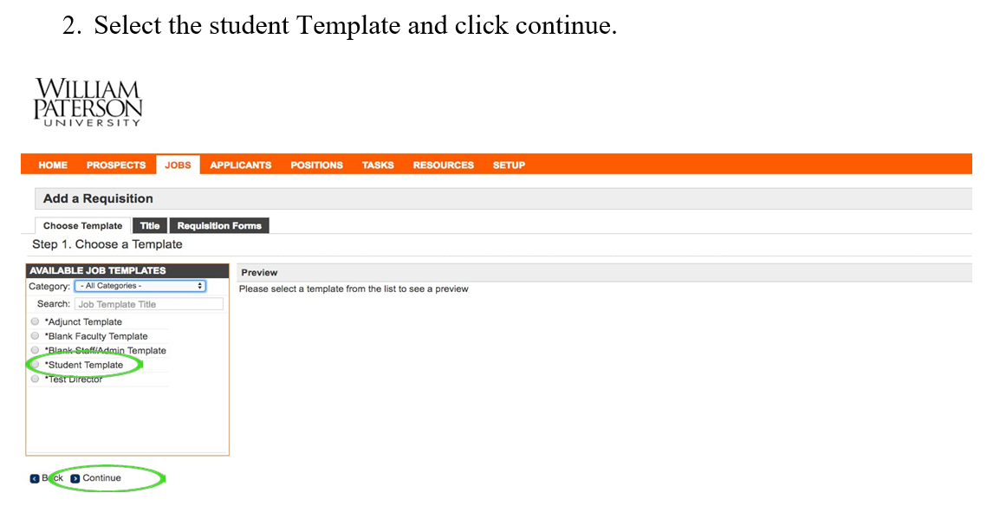 2. Select the student Template and click continue.
WILLIAM
PATERSON
UNIVERSITY
HOME PROSPECTS JOBS APPLICANTS POSITIONS TASKS RESOURCES SETUP
Add a Requisition
Choose Template Title Requisition Forms
Step 1. Choose a Template
AVAILABLE JOB TEMPLATES
Category: - All Categories -
Search: Job Template Title
*Adjunct Template
*Blank Faculty Template
*Blank Staff/Admin Template
*Student Template
*Test Director
Preview
Please select a template from the list to see a preview
Back Continue